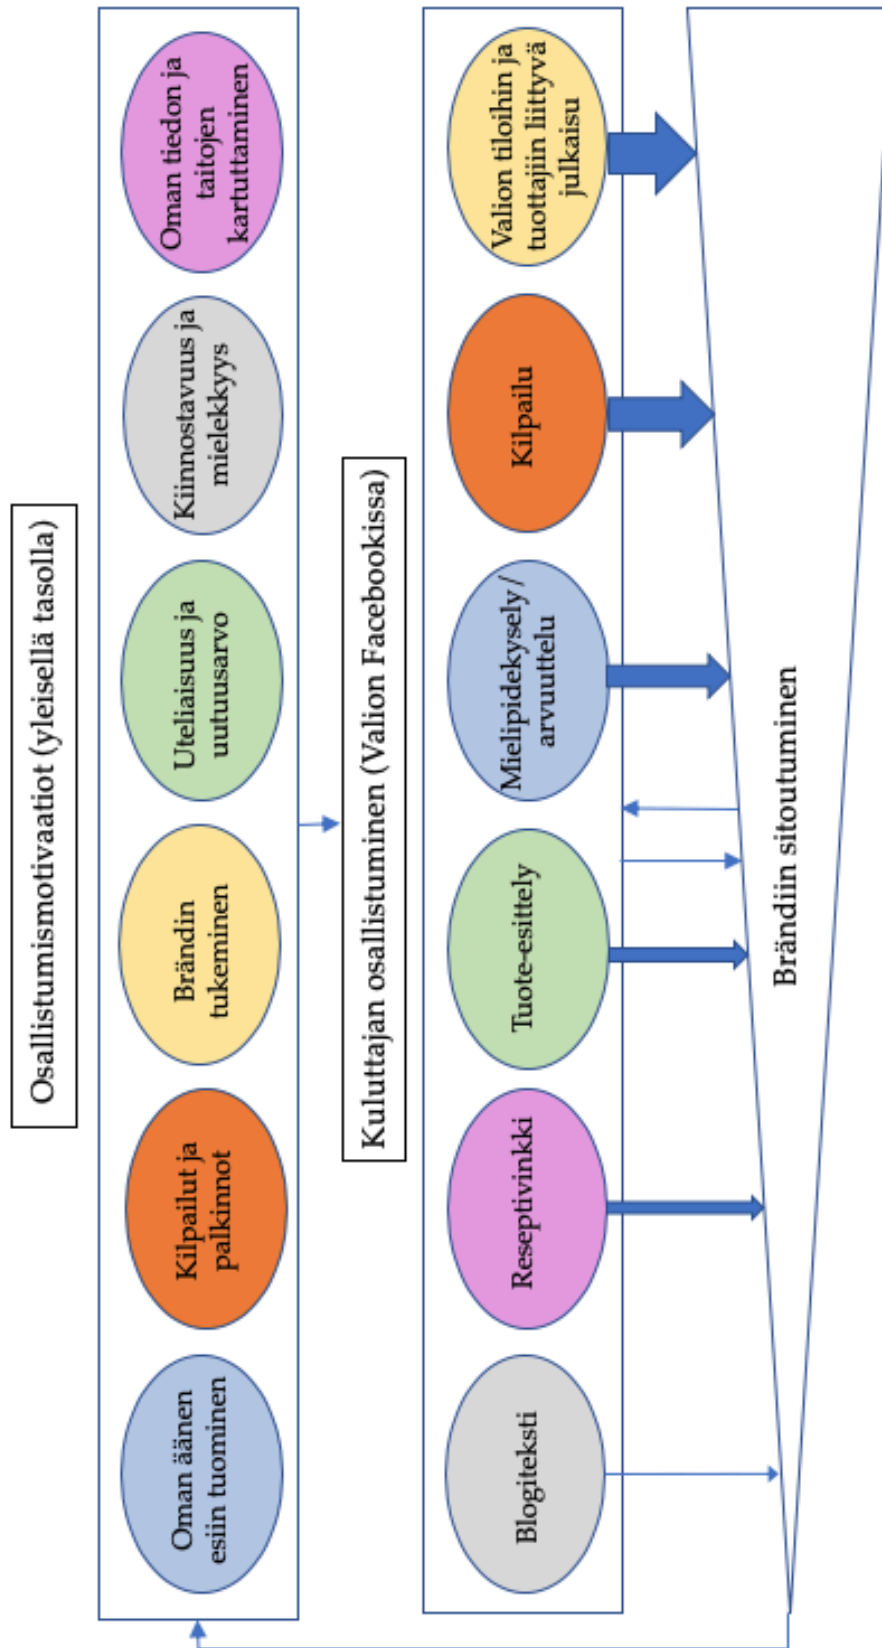 Osallistumismotivaatiot (yleisellä tasolla)
Oman äänen
esiin tuominen
Kilpailut ja
palkinnot
Brändin
tukeminen
Uteliaisuus ja
uutuusarvo
Kiinnostavuus ja
mielekkyys
Oman tiedon ja
taitojen
kartuttaminen
Kuluttajan osallistuminen (Valion Facebookissa)
Blogiteksti
Reseptivinkki
Tuote-esittely
Mielipidekysely/
arvuuttelu
Kilpailu
Valion tiloihin ja
tuottajiin liittyvä
julkaisu
Brändiin sitoutuminen